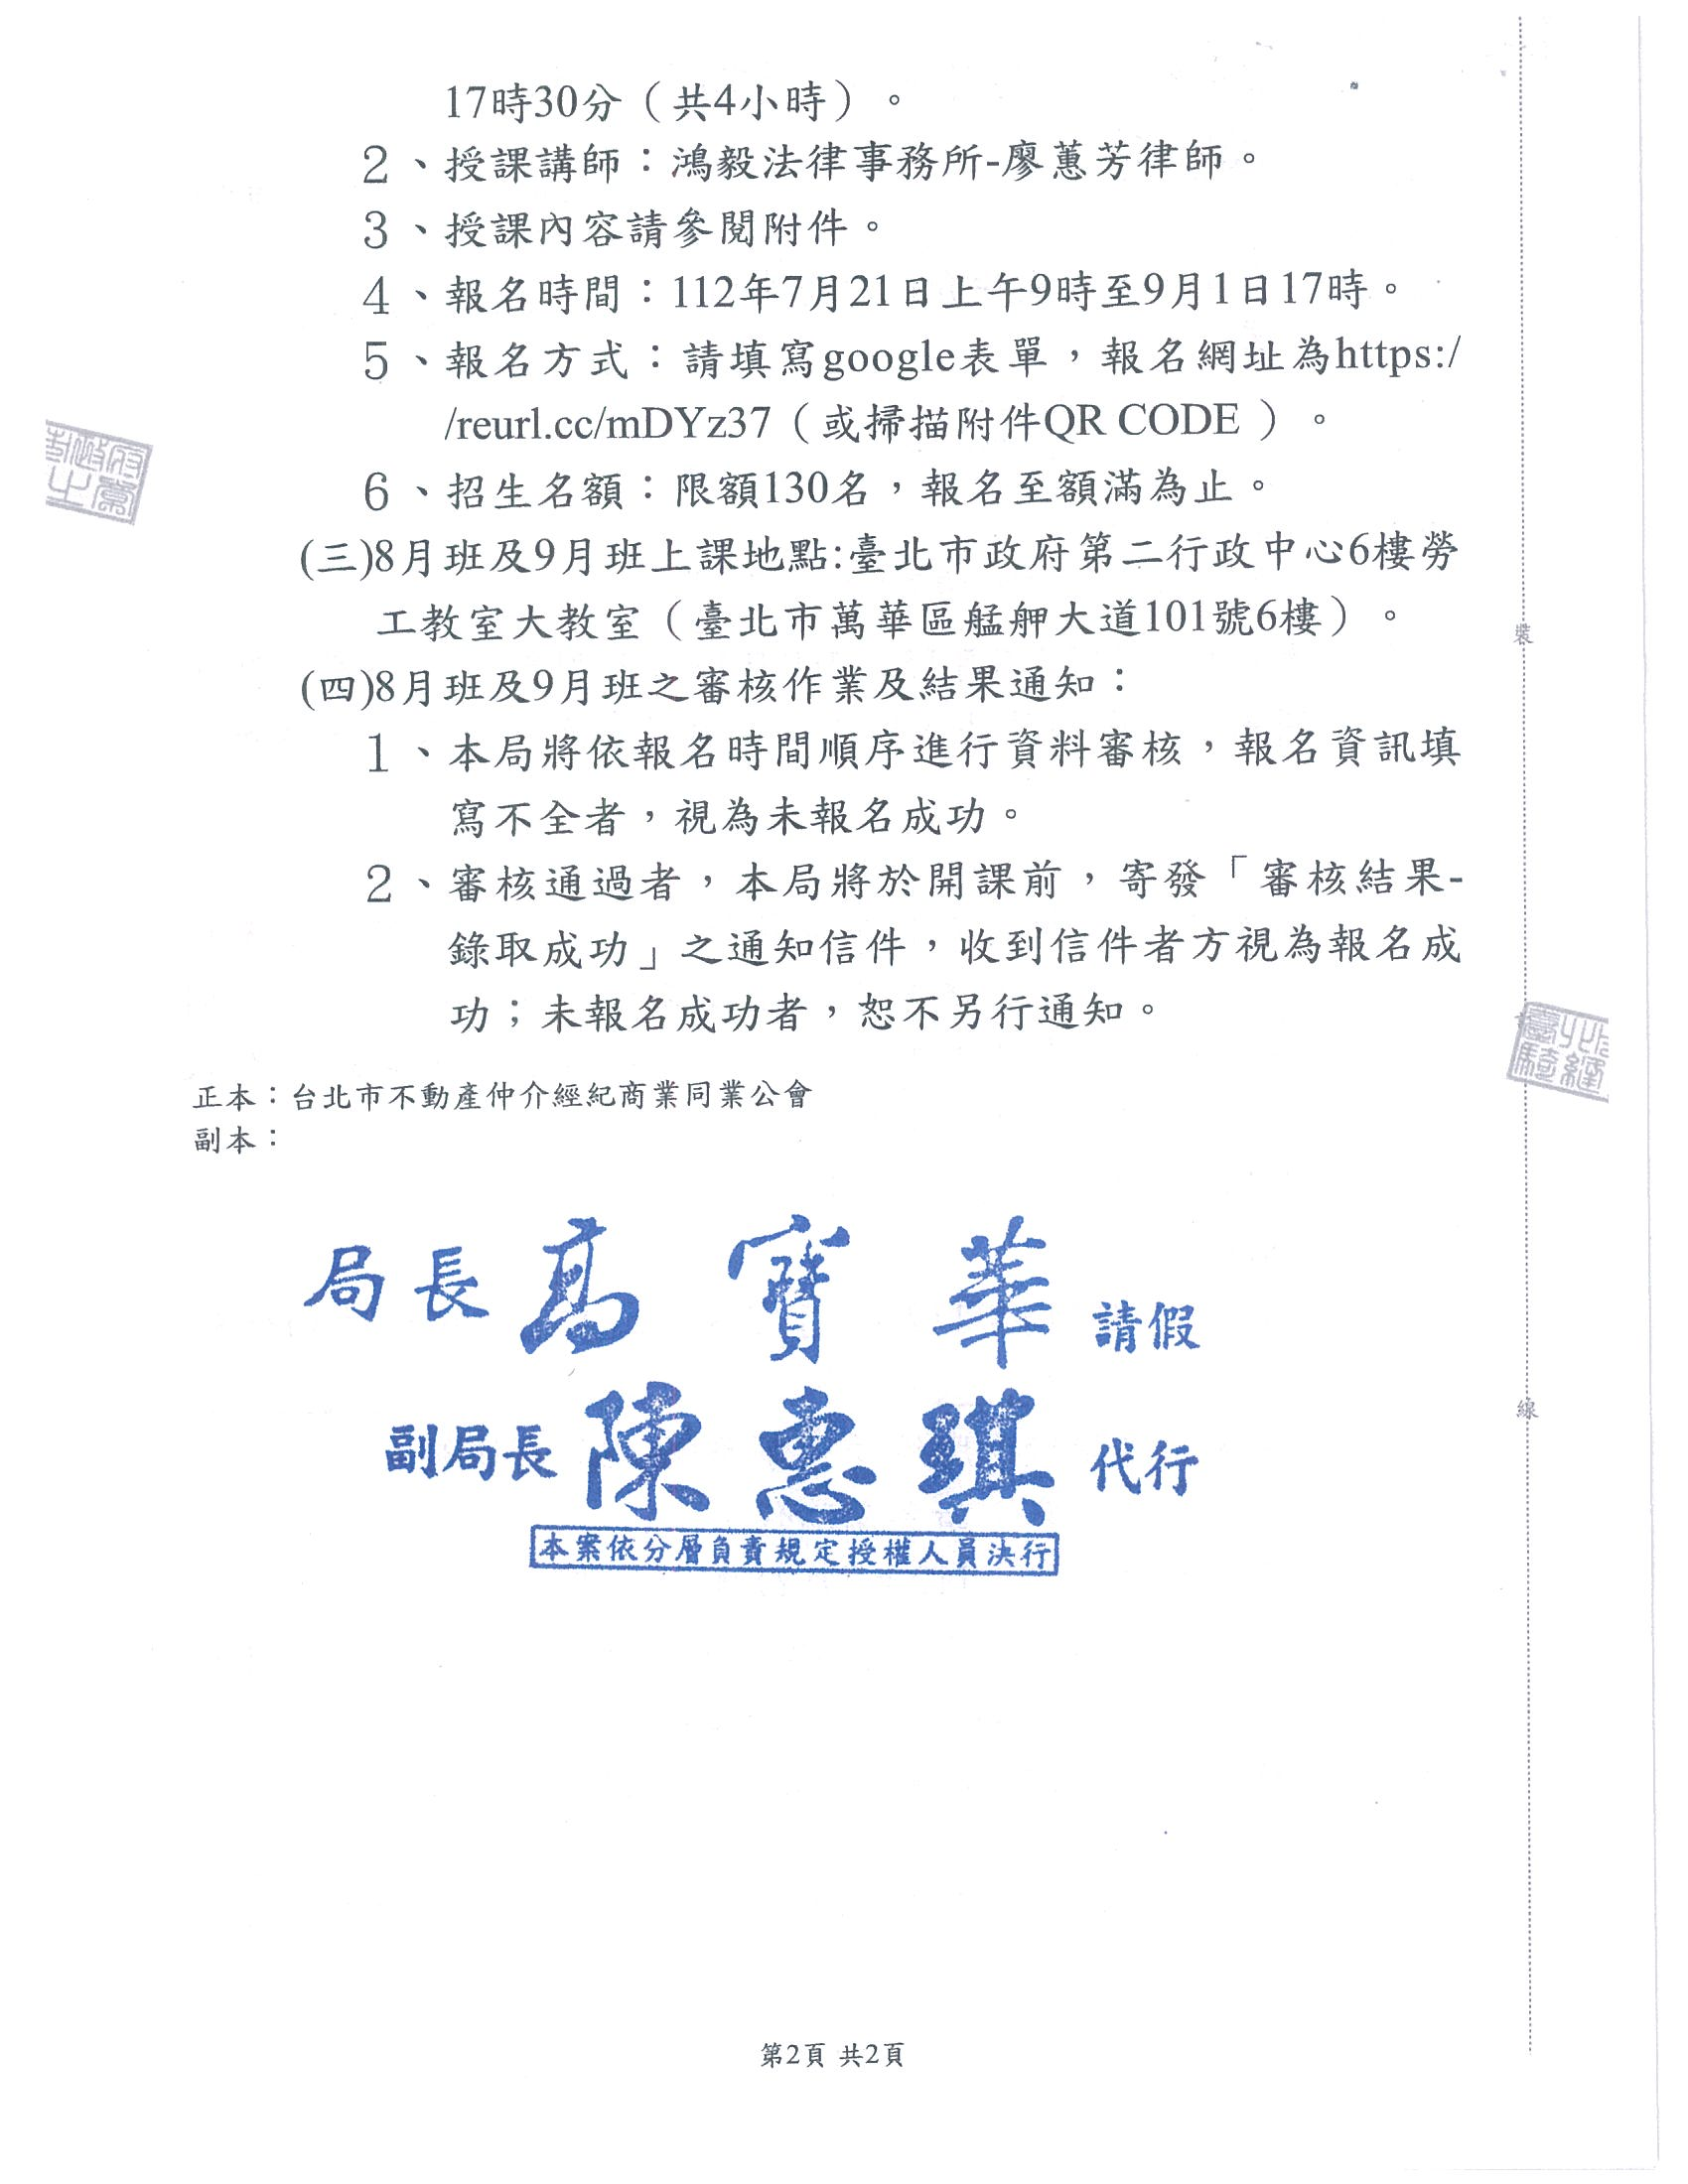 17時30分（共4小時）。
2、授課講師：鴻毅法律事務所-廖蕙芳律師。
3、授課內容請參閱附件。
4、報名時間：112年7月21日上午9時至9月1日17時。
5、報名方式：請填寫google表單，報名網址為https:/
/reurl.cc/mDYz37（或掃描附件QR CODE ）。
6、招生名額：限額130名，報名至額滿為止。
(三)8月班及9月班上課地點:臺北市政府第二行政中心6樓勞
工教室大教室（臺北市萬華區艋舺大道101號6樓）。
(四)8月班及9月班之審核作業及結果通知：
1、本局將依報名時間順序進行資料審核，報名資訊填
寫不全者，視為未報名成功。
2、審核通過者，本局將於開課前，寄發「審核結果-
錄取成功」之通知信件，收到信件者方視為報名成
功；未報名成功者，恕不另行通知。
裝
線
正本：台北市不動產仲介經紀商業同業公會
副本：
局長高寶華請假
副局長陳惠琪代行
本案依分層負責規定授權人員決行
第2頁 共2頁